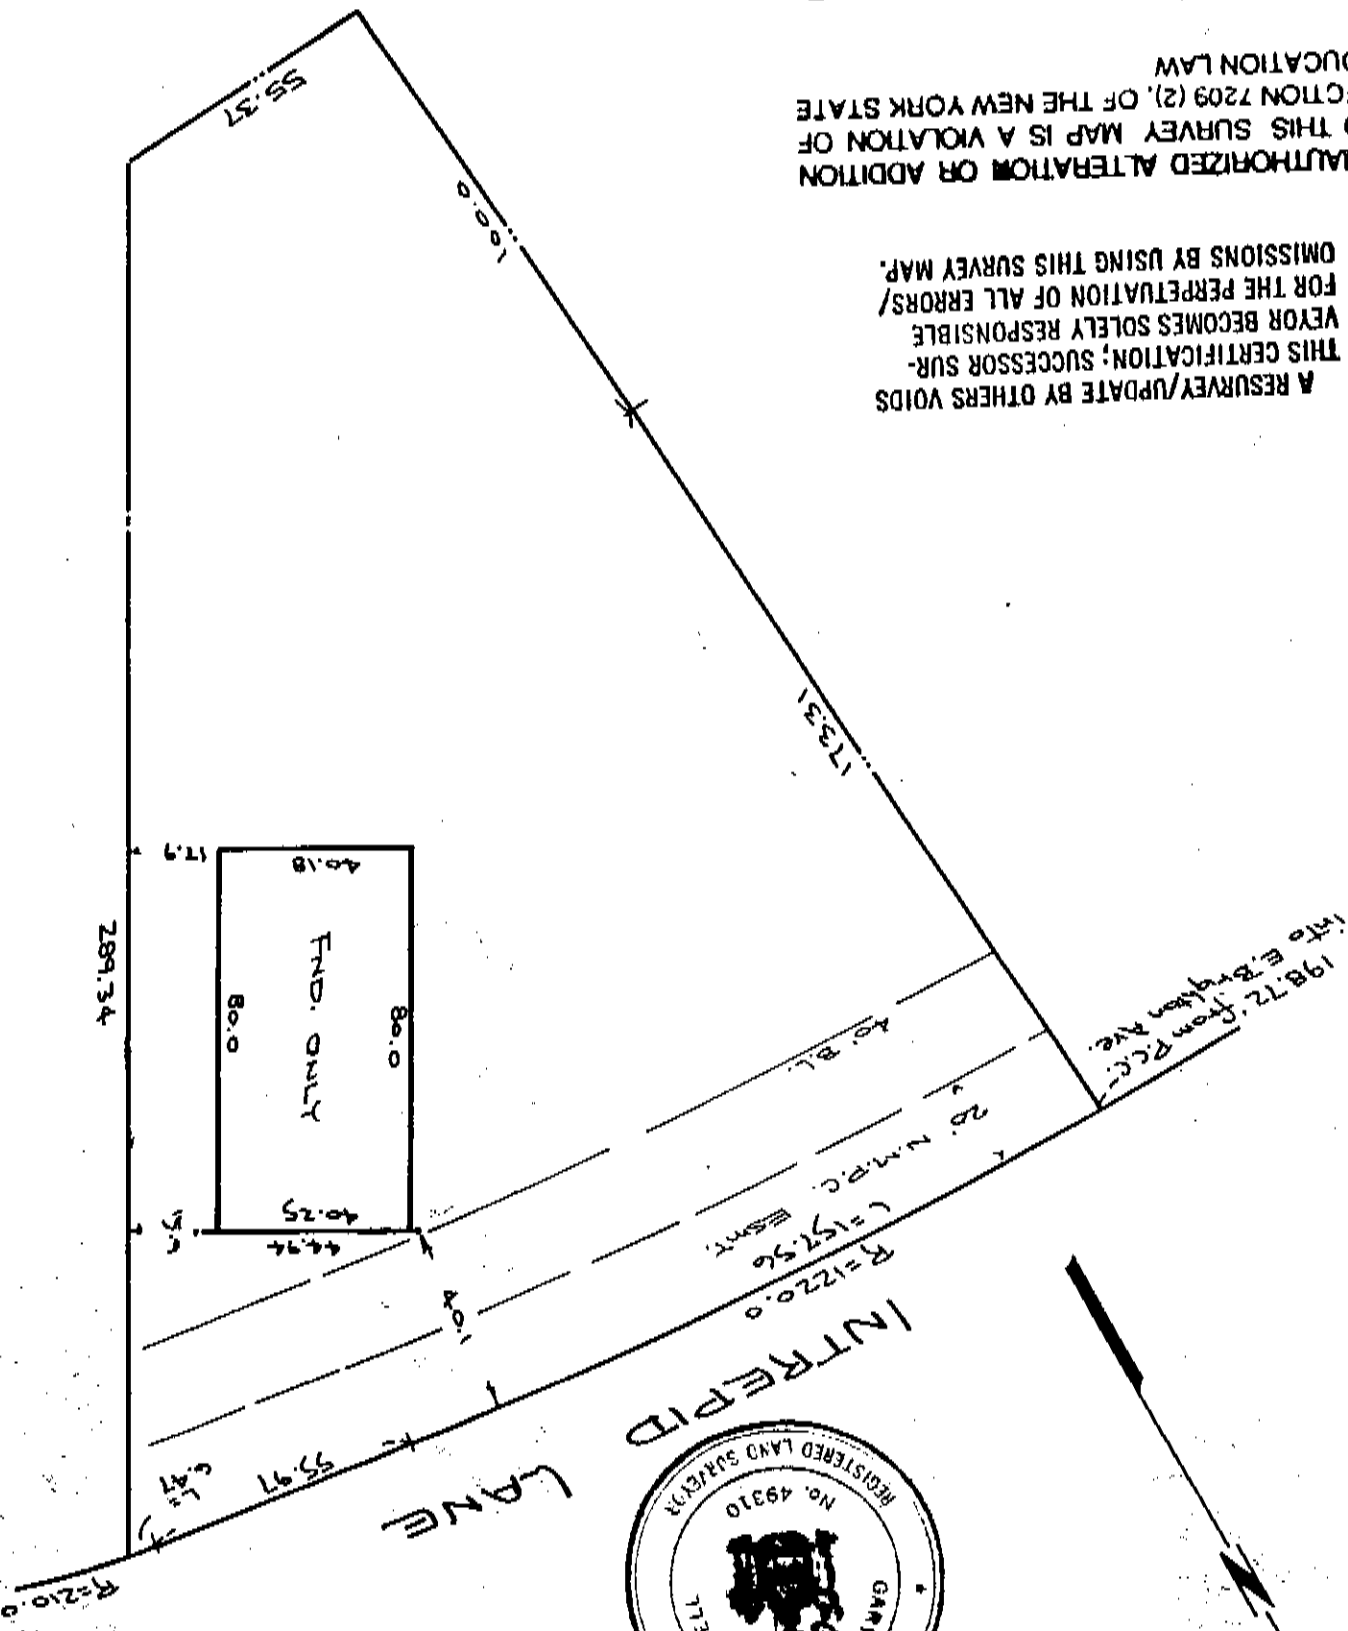 A RESURVEY/UPDATE BY OTHERS VOIDS
THIS CERTIFICATION; SUCCESSOR SUR-
VEYOR BECOMES SOLELY RESPONSIBLE
FOR THE PERPETUATION OF ALL ERRORS/
OMISSIONS BY USING THIS SURVEY MAP.
AUTHORIZED ALTERATION OR ADDITION
THIS SURVEY MAP IS A VIOLATION OF
CTION 7209 (2), OF THE NEW YORK STATE
UCATION LAW
R=210.0
L=
6.47
55.97
LANE
INTREPID
REGISTERED LAND SURVEYOR
No. 49310
R=1220.0
L=157.56
20' N.M.P.C. Esmt.
40' B.L.
40.1
198.72' from P.C.C.
into E. Brighton Ave.
44.94
40.25
80.0
FND. ONLY
80.0
40.18
17.9
289.34
173.31
100.0
55.37
N